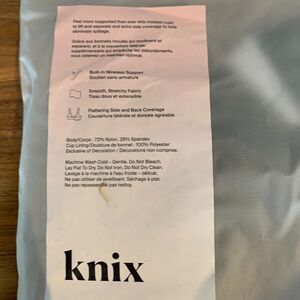 Feel more supported than ever with molded cups
to lift and separate and extra side coverage to help
eliminate spillage.
Grâce aux bonnets moulés qui soulèvent et
séparent, et à la couverture latérale
supplémentaire qui empêche les débordements,
vous obtenez un maintien optimal.
Built-in Wireless Support
Soutien sans armature
Smooth, Stretchy Fabric
Tissu doux et extensible
Flattering Side and Back Coverage
Couverture latérale et dorsale agréable
Body/Corps : 72% Nylon, 28% Spandex
Cup Lining/Doublure de bonnet : 100% Polyester
Exclusive of Decoration / Décorations non comprise.
Machine Wash Cold – Gentle. Do Not Bleach.
Lay Flat To Dry. Do Not Iron. Do Not Dry Clean.
Lavage à la machine à l'eau froide – délicat.
Ne pas utiliser de javellisant. Séchage à plat.
Ne pas repasser. Ne pas nettoy.
knix